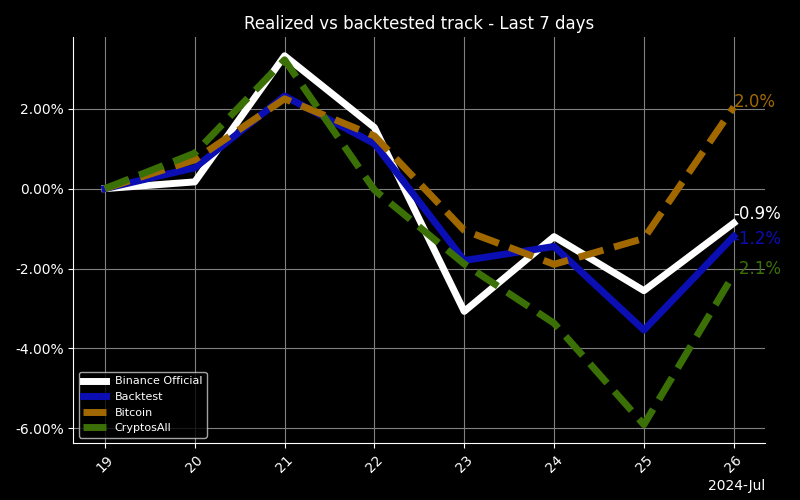 Realized vs backtested track - Last 7 days
2.00%
0.00%
-2.00%
-4.00%
-6.00%
2.0%
-0.9%
-1.2%
-2.1%
Binance Official
Backtest
Bitcoin
CryptosAll
19
20
21
22
23
24
25
26
2024-Jul